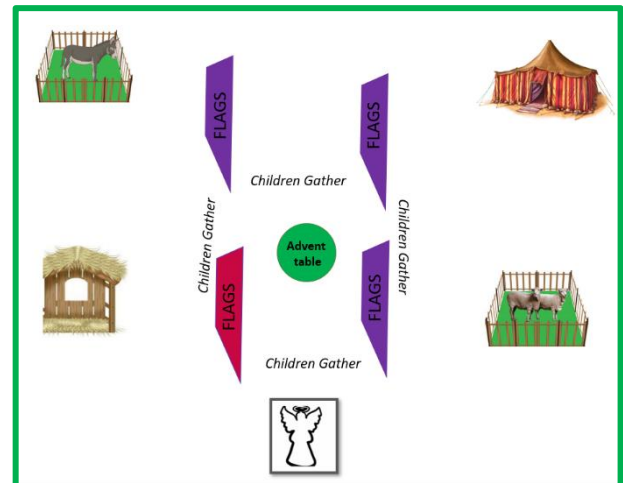 FLAGS
FLAGS
Children Gather
Children Gather
Children Gather
Advent
table
FLAGS
FLAGS
Children Gather